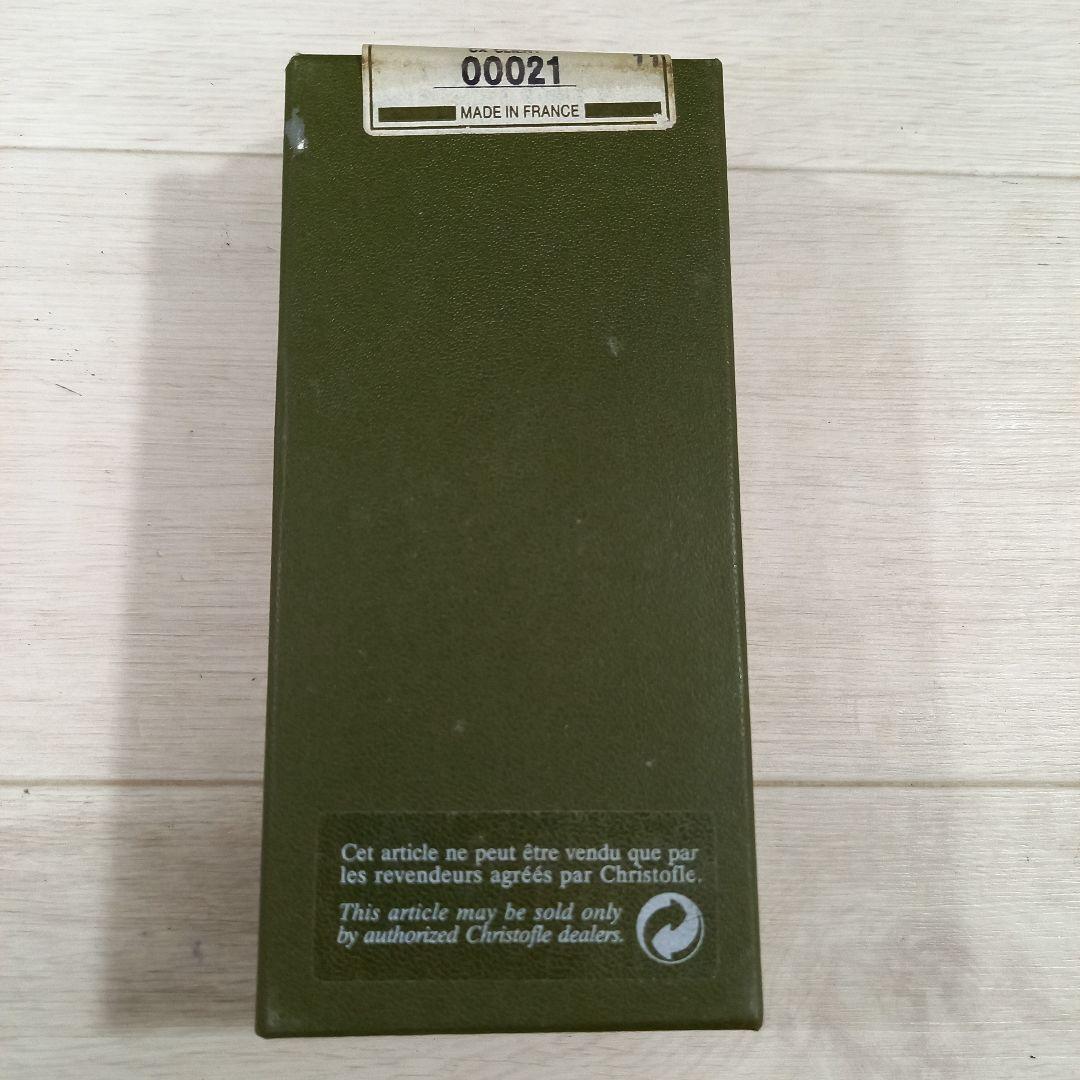 00021
11
MADE IN FRANCE
Cet article ne peut être vendu que par
les revendeurs agréés par Christofle.
This article may be sold only
by authorized Christofle dealers.